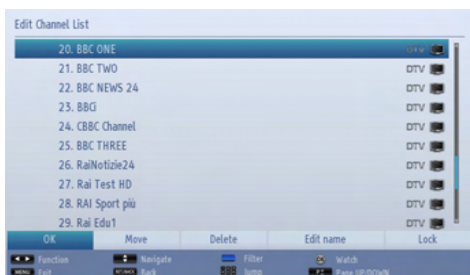 Edit Channel List
20. BBC ONE DTV
21. BBC TWO DTV
22. BBC NEWS 24 DTV
23. BBCi DTV
24. CBBC Channel DTV
25. BBC THREE DTV
26. RaiNotizie24 DTV
27. Rai Test HD DTV
28. RAI Sport più DTV
29. Rai Edu1 DTV
OK Move Delete Edit name Lock
Function Navigate Filter Watch
MENU Exit Back Jump Page UP/DOWN